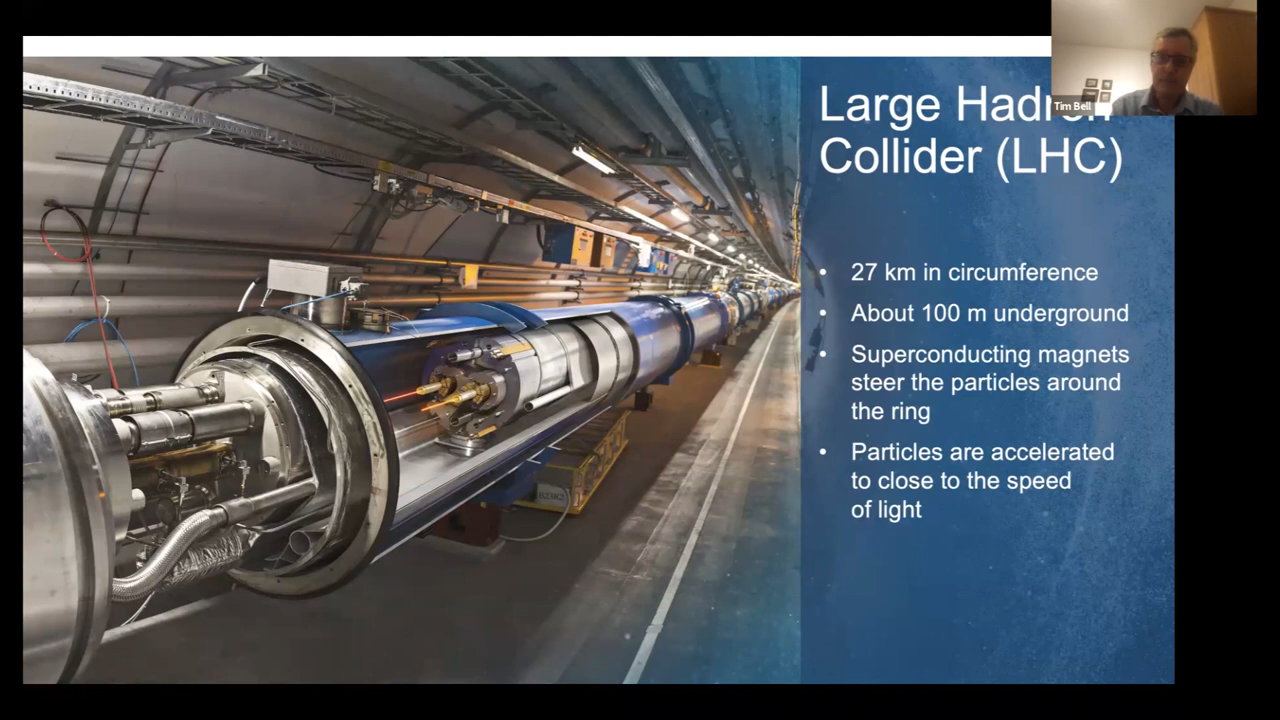 Large Hadron
Collider (LHC)
Tim Bell
• 27 km in circumference
• About 100 m underground
• Superconducting magnets
steer the particles around
the ring
• Particles are accelerated
to close to the speed
of light